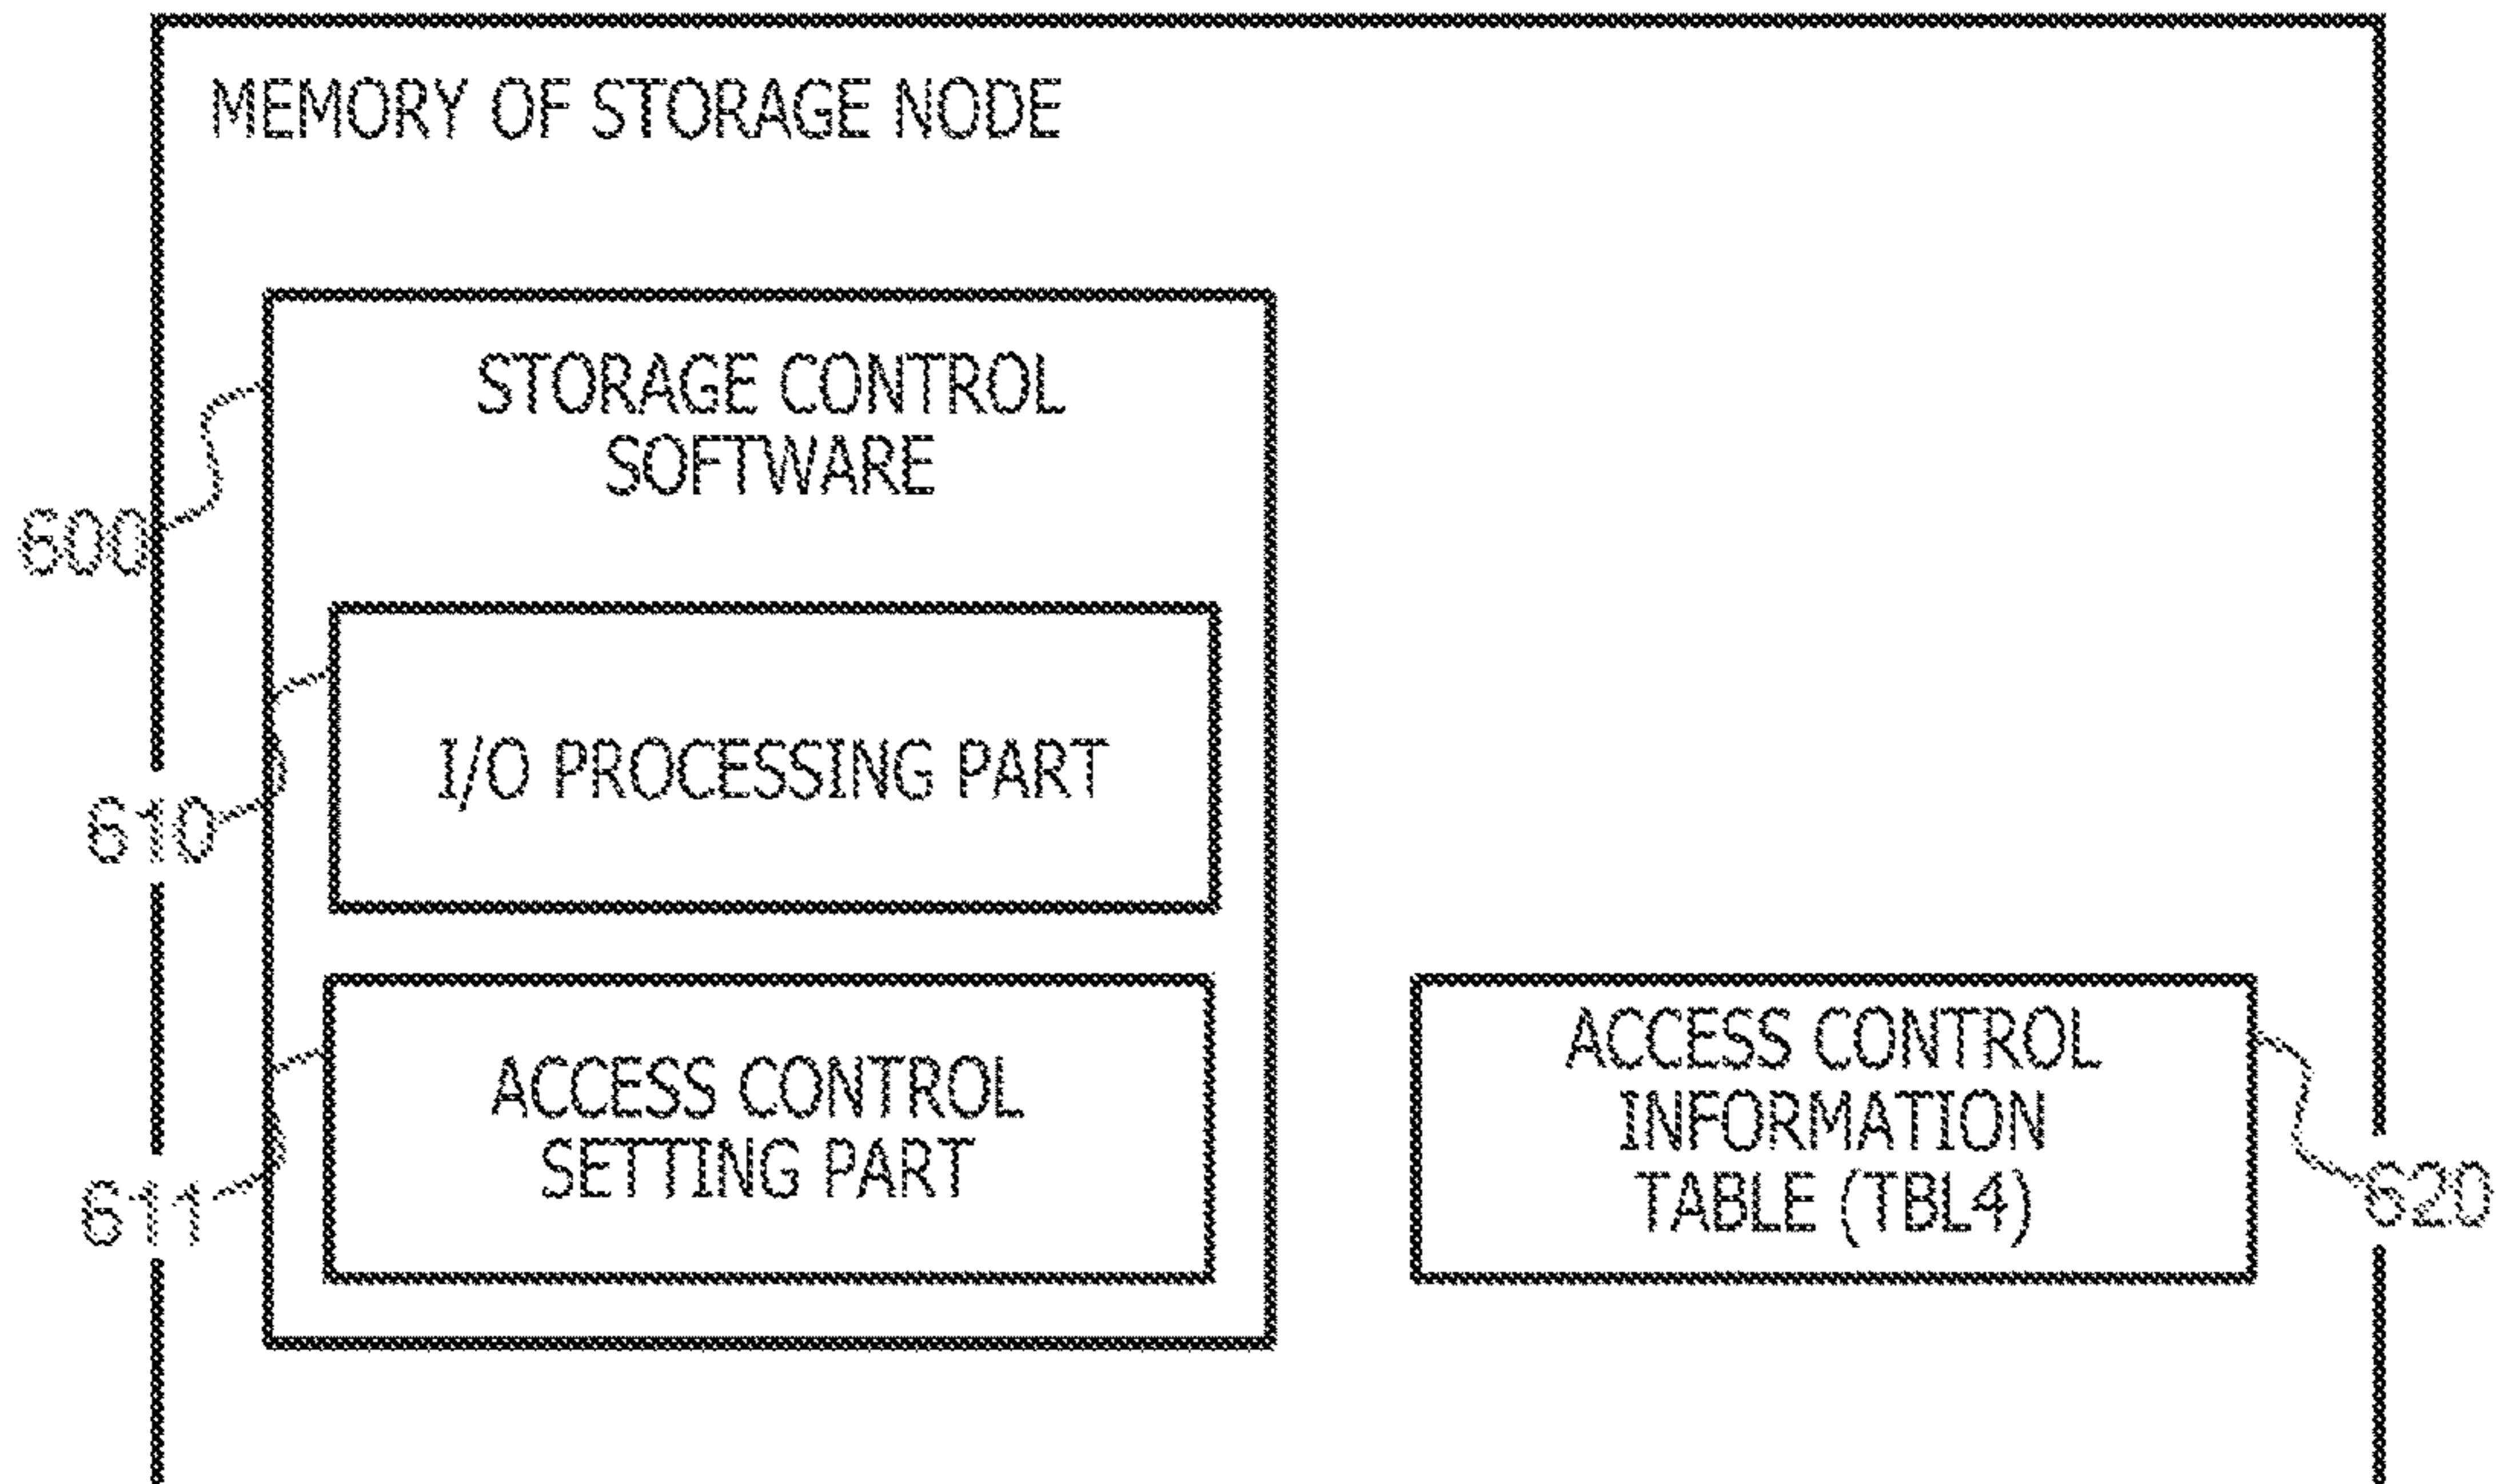 MEMORY OF STORAGE NODE
STORAGE CONTROL
SOFTWARE
600
I/O PROCESSING PART
610
ACCESS CONTROL
SETTING PART
611
ACCESS CONTROL
INFORMATION
TABLE (TBL4)
620